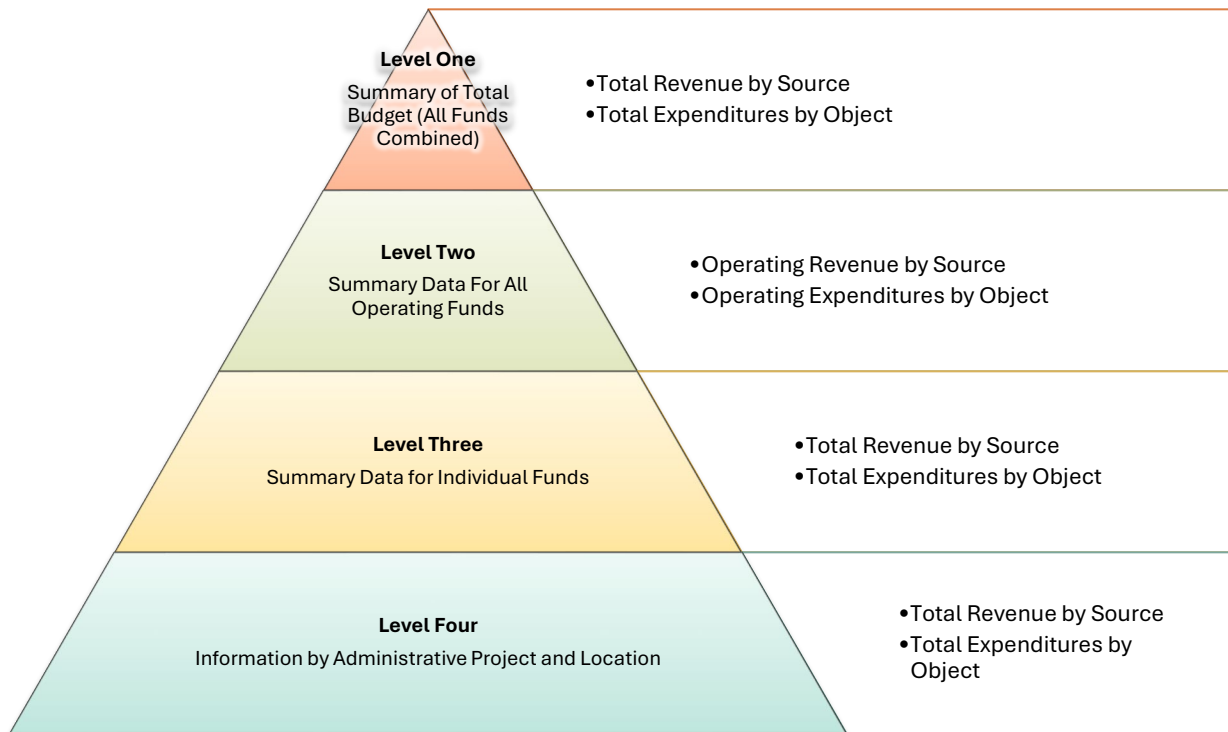 Level One
Summary of Total
Budget (All Funds
Combined)
•Total Revenue by Source
•Total Expenditures by Object
Level Two
Summary Data For All
Operating Funds
•Operating Revenue by Source
•Operating Expenditures by Object
Level Three
Summary Data for Individual Funds
•Total Revenue by Source
•Total Expenditures by Object
Level Four
Information by Administrative Project and Location
•Total Revenue by Source
•Total Expenditures by
Object